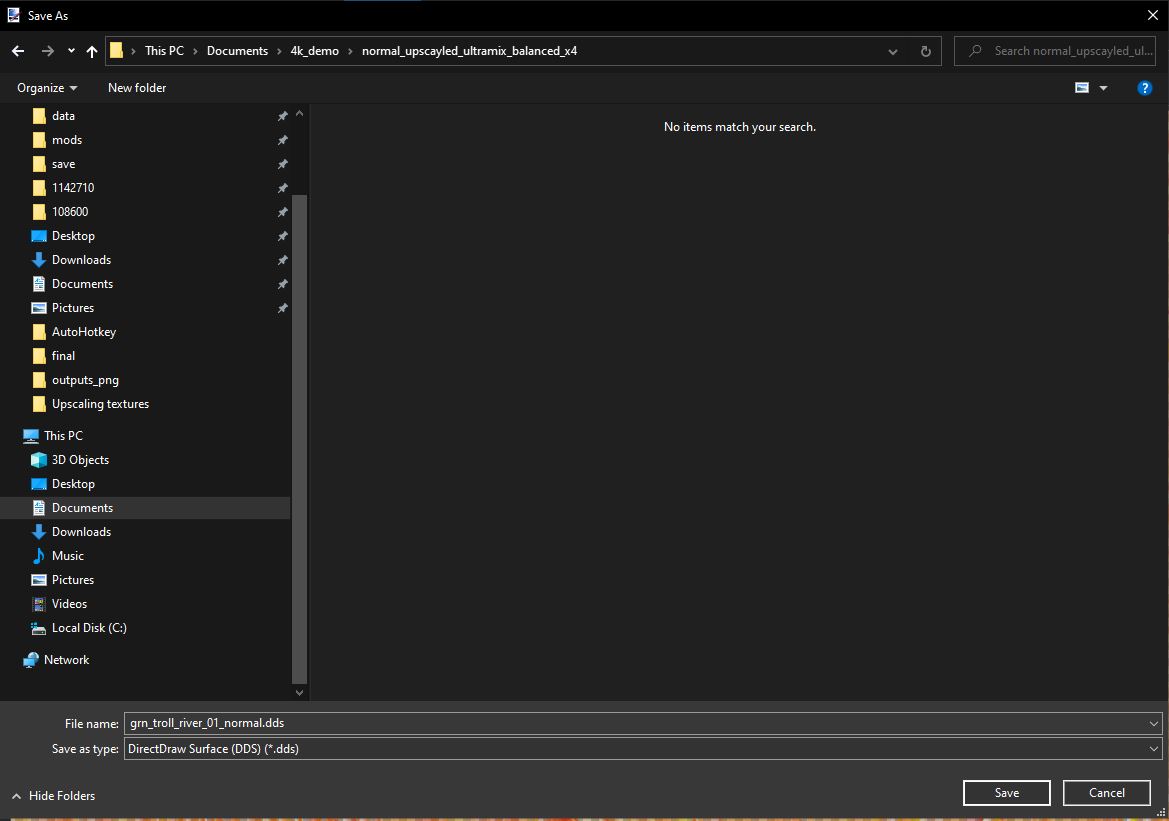 Save As
This PC > Documents > 4k_demo > normal_upscayled_ultramix_balanced_x4
Search normal_upscayled_ul...
Organize
New folder
?
data
mods
save
1142710
108600
Desktop
Downloads
Documents
Pictures
AutoHotkey
final
outputs_png
Upscaling textures
This PC
3D Objects
Desktop
Documents
Downloads
Music
Pictures
Videos
Local Disk (C:)
Network
No items match your search.
File name: grn_troll_river_01_normal.dds
Save as type: DirectDraw Surface (DDS) (*.dds)
Hide Folders
Save
Cancel